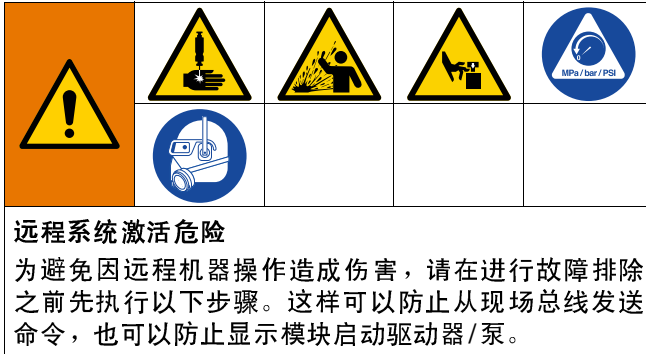 MPa/bar/PSI
远程系统激活危险
为避免因远程机器操作造成伤害，请在进行故障排除
之前先执行以下步骤。这样可以防止从现场总线发送
命令，也可以防止显示模块启动驱动器/泵。